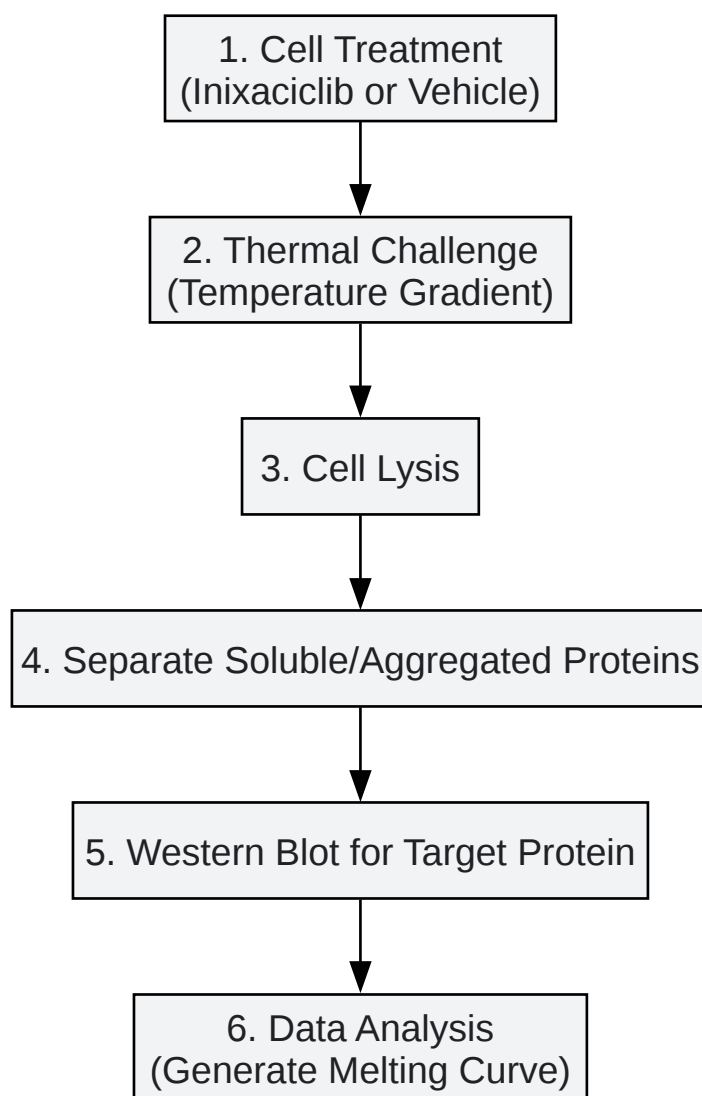 1. Cell Treatment
(Inixaciclib or Vehicle)
2. Thermal Challenge
(Temperature Gradient)
3. Cell Lysis
4. Separate Soluble/Aggregated Proteins
5. Western Blot for Target Protein
6. Data Analysis
(Generate Melting Curve)